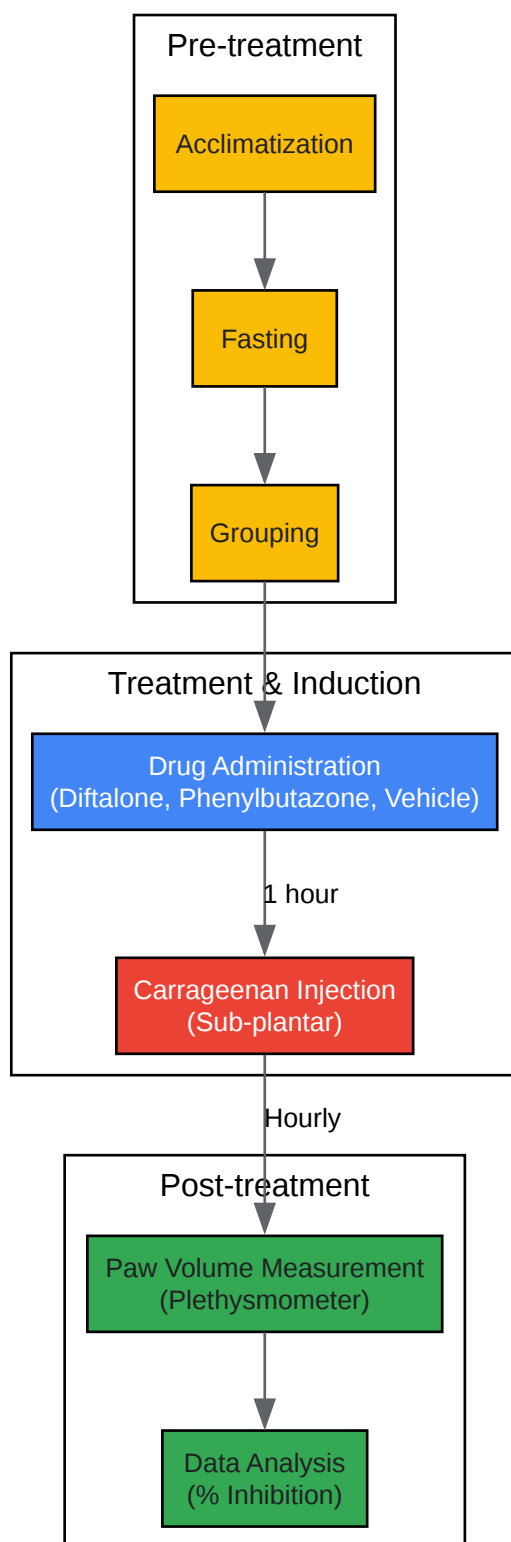 Pre-treatment
Acclimatization
Fasting
Grouping
Treatment & Induction
Drug Administration
(Diftalone, Phenylbutazone, Vehicle)
1 hour
Carrageenan Injection
(Sub-plantar)
Hourly
Post-treatment
Paw Volume Measurement
(Plethysmometer)
Data Analysis
(% Inhibition)